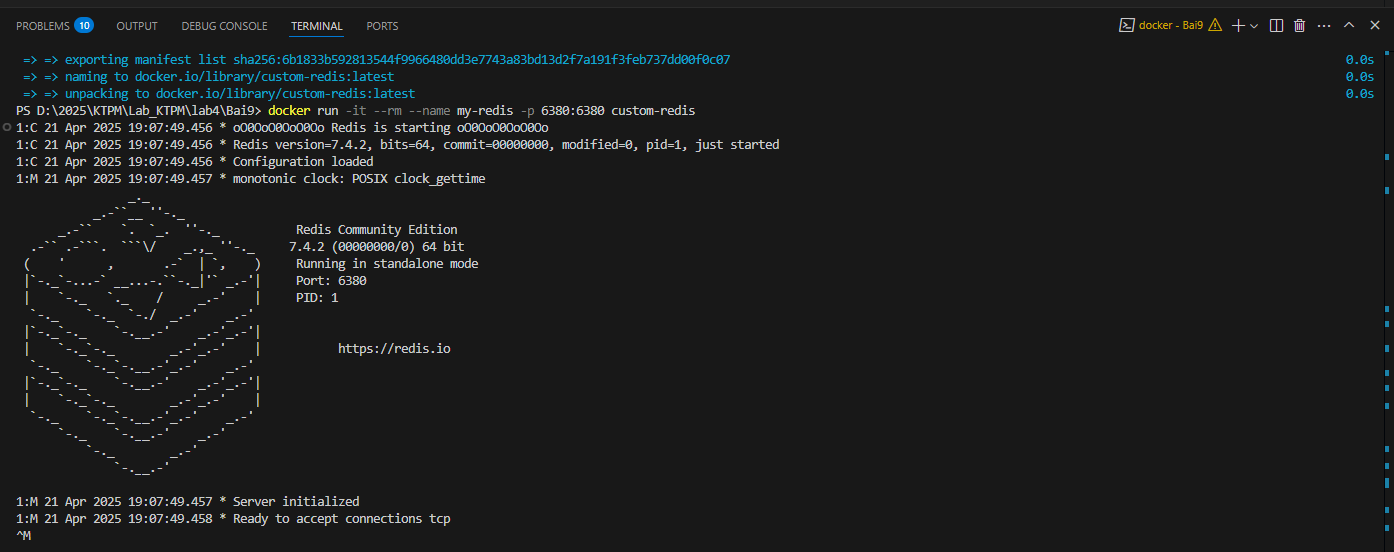 PROBLEMS 10 OUTPUT DEBUG CONSOLE TERMINAL PORTS docker - Bai9
=> => exporting manifest list sha256:6b1833b592813544f9966480dd3e7743a83bd13d2f7a191f3feb737dd00f0c07 0.0s
=> => naming to docker.io/library/custom-redis:latest 0.0s
=> => unpacking to docker.io/library/custom-redis:latest 0.0s
PS D:\2025\KTPM\Lab_KTPM\lab4\Bai9> docker run -it --rm --name my-redis -p 6380:6380 custom-redis
1:C 21 Apr 2025 19:07:49.456 * oO0OoO0OoO0Oo Redis is starting oO0OoO0OoO0Oo
1:C 21 Apr 2025 19:07:49.456 * Redis version=7.4.2, bits=64, commit=00000000, modified=0, pid=1, just started
1:C 21 Apr 2025 19:07:49.456 * Configuration loaded
1:M 21 Apr 2025 19:07:49.457 * monotonic clock: POSIX clock_gettime
Redis Community Edition
7.4.2 (00000000/0) 64 bit
Running in standalone mode
Port: 6380
PID: 1
https://redis.io
1:M 21 Apr 2025 19:07:49.457 * Server initialized
1:M 21 Apr 2025 19:07:49.458 * Ready to accept connections tcp
^M